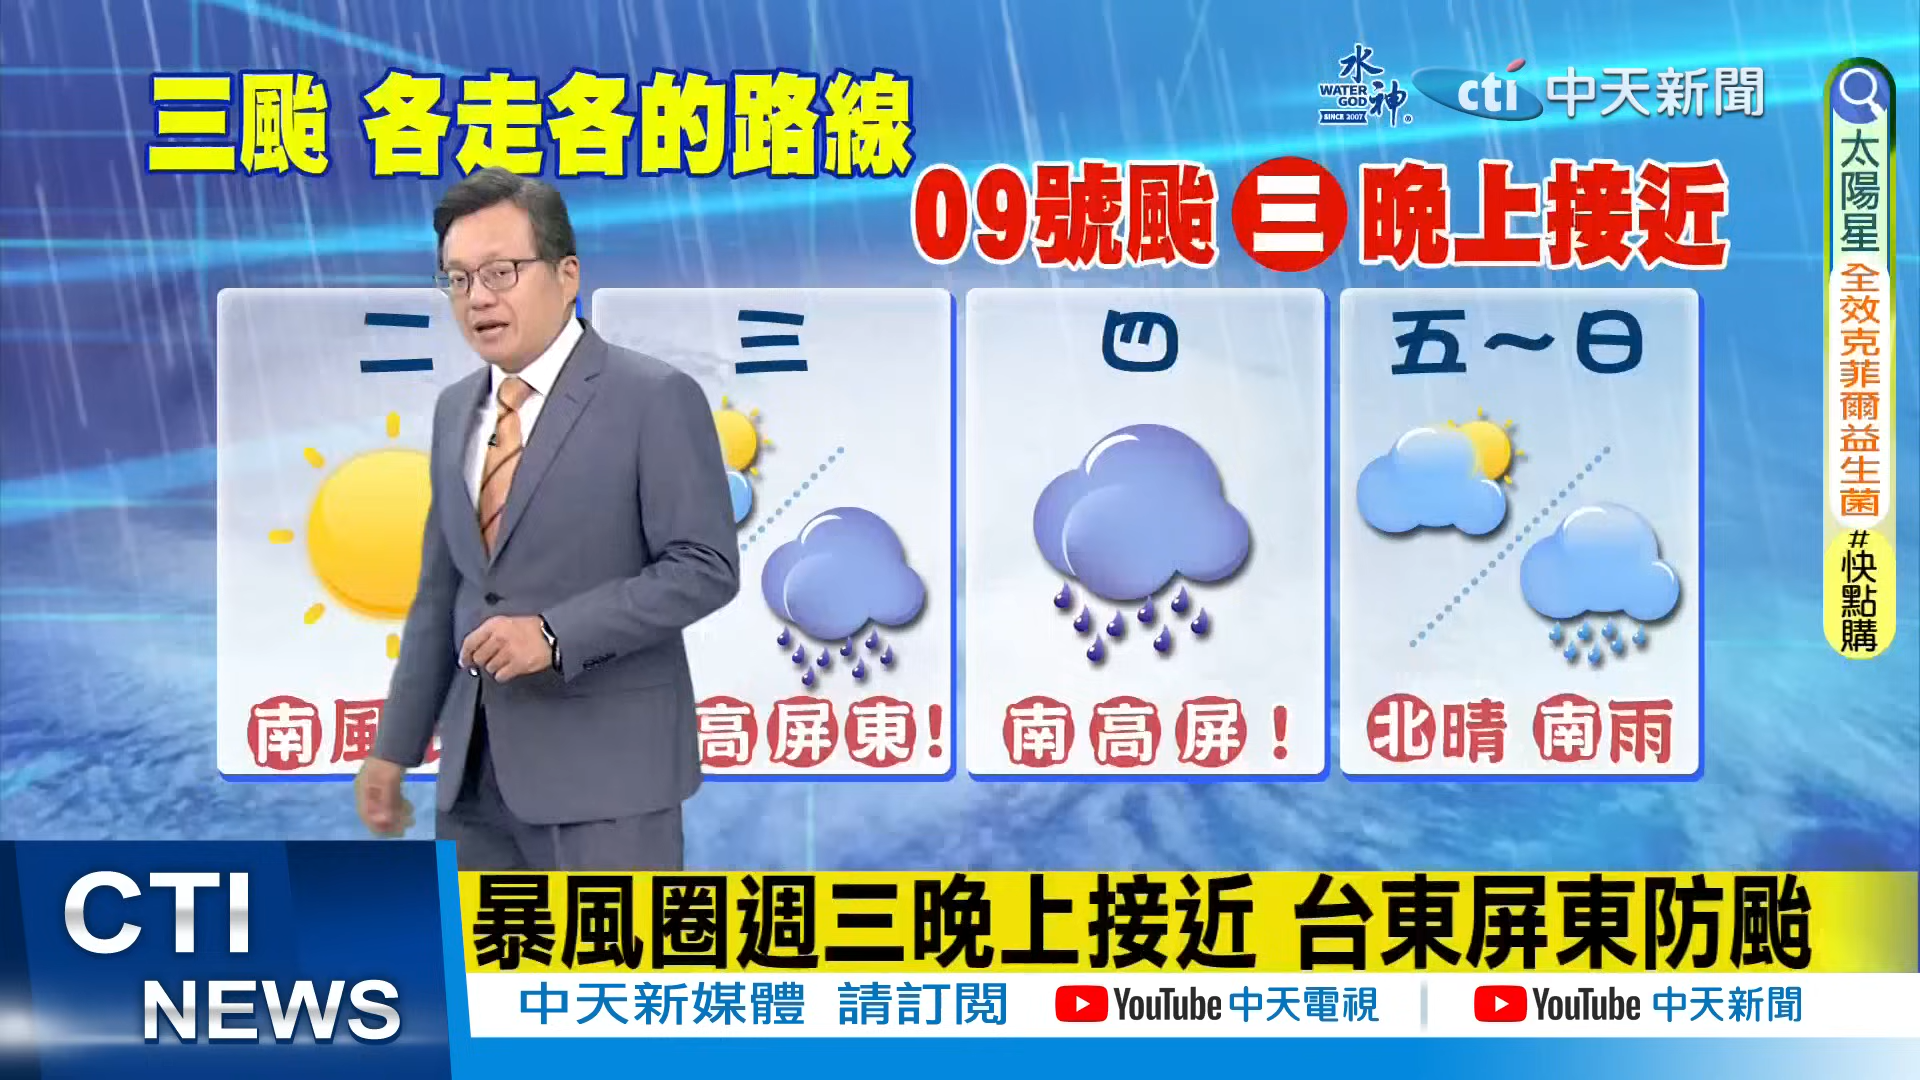 三颱 各走各的路線
水神
WATER GOD
SINCE 2007
cti 中天新聞
09號颱 三 晚上接近
二
三
四
五～日
南風
高屏東!
南高屏!
北晴 南雨
太陽星
全效克菲爾益生菌
#快點購
CTI NEWS
暴風圈週三晚上接近 台東屏東防颱
中天新媒體 請訂閱 YouTube 中天電視 YouTube 中天新聞